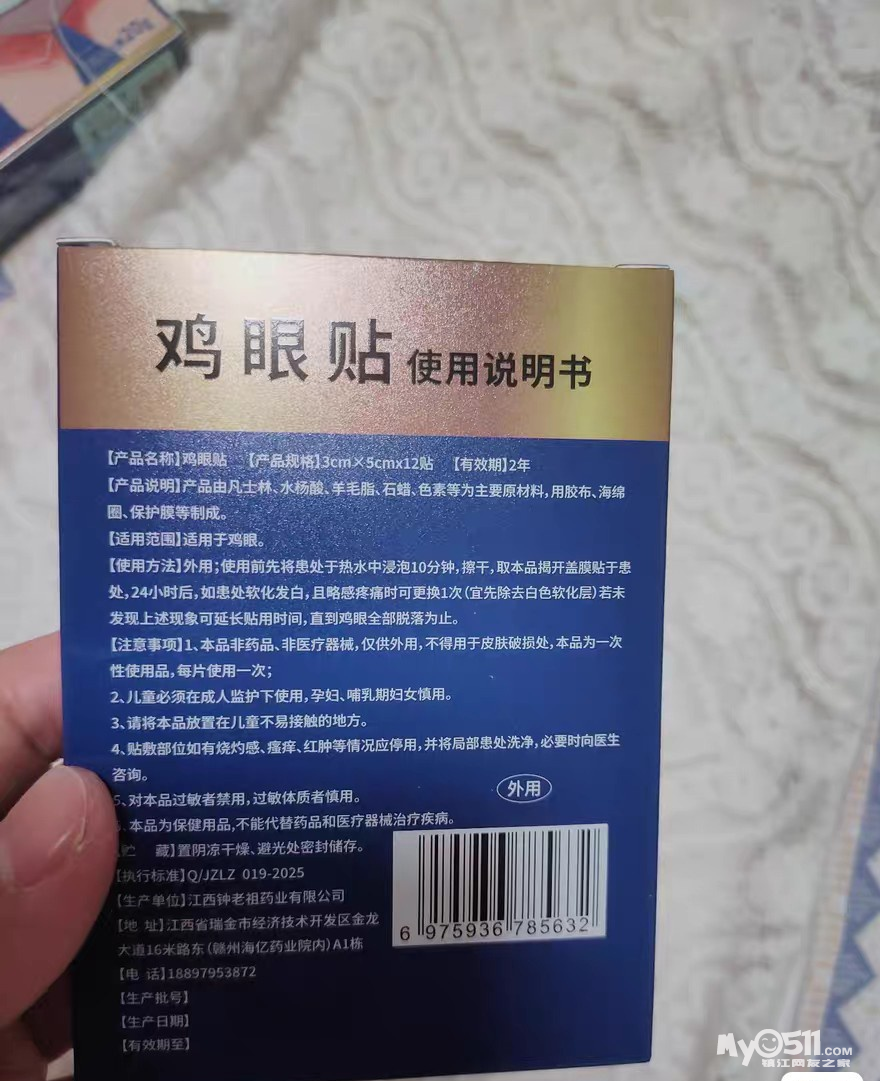 ×20g
鸡眼贴 使用说明书
【产品名称】鸡眼贴 【产品规格】3cm×5cmx12贴 【有效期】2年
【产品说明】产品由凡士林、水杨酸、羊毛脂、石蜡、色素等为主要原材料,用胶布、海绵
圈、保护膜等制成。
【适用范围】适用于鸡眼。
【使用方法】外用;使用前先将患处于热水中浸泡10分钟,擦干,取本品揭开盖膜贴于患
处,24小时后,如患处软化发白,且略感疼痛时可更换1次(宜先除去白色软化层)若未
发现上述现象可延长贴用时间,直到鸡眼全部脱落为止。
【注意事项】1、本品非药品、非医疗器械,仅供外用,不得用于皮肤破损处,本品为一次
性使用品,每片使用一次;
2、儿童必须在成人监护下使用,孕妇、哺乳期妇女慎用。
3、请将本品放置在儿童不易接触的地方。
4、贴敷部位如有烧灼感、瘙痒、红肿等情况应停用,并将局部患处洗净,必要时向医生
咨询。
5、对本品过敏者禁用,过敏体质者慎用。
、本品为保健用品,不能代替药品和医疗器械治疗疾病。
外用
贮 藏】置阴凉干燥、避光处密封储存。
【执行标准】Q/JZLZ 019-2025
【生产单位】江西钟老祖药业有限公司
【地 址】江西省瑞金市经济技术开发区金龙
大道16米路东(赣州海亿药业院内)A1栋
【电 话】18897953872
【生产批号】
【生产日期】
【有效期至】
6 975936 785632
My0511.COM
镇江网友之家